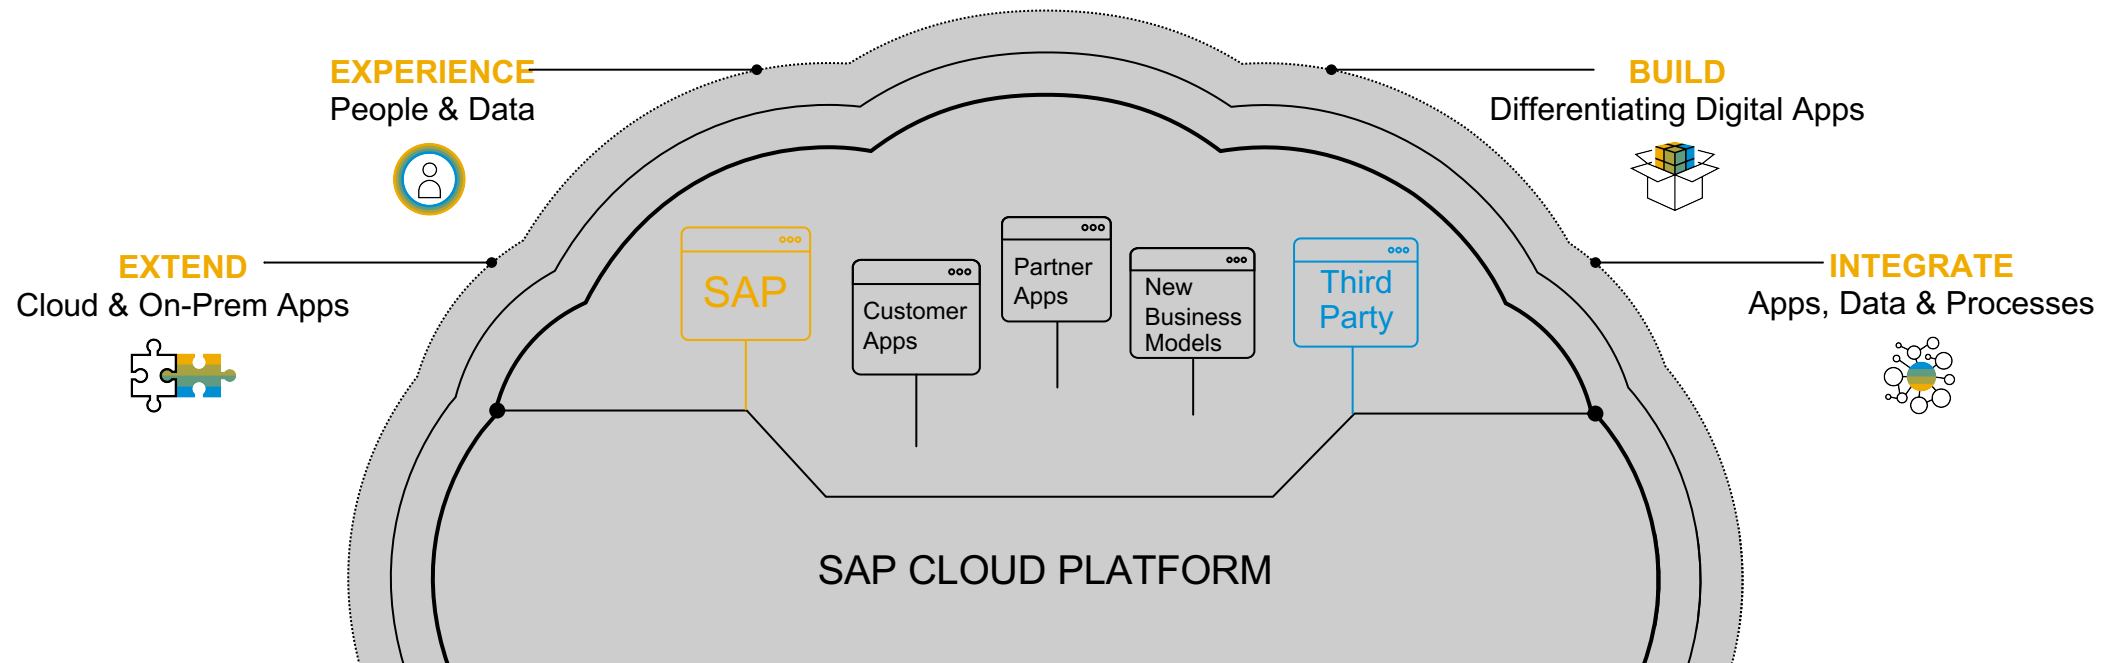 EXPERIENCE
People & Data
BUILD
Differentiating Digital Apps
EXTEND
Cloud & On-Prem Apps
INTEGRATE
Apps, Data & Processes
SAP
Customer
Apps
Partner
Apps
New
Business
Models
Third
Party
SAP CLOUD PLATFORM